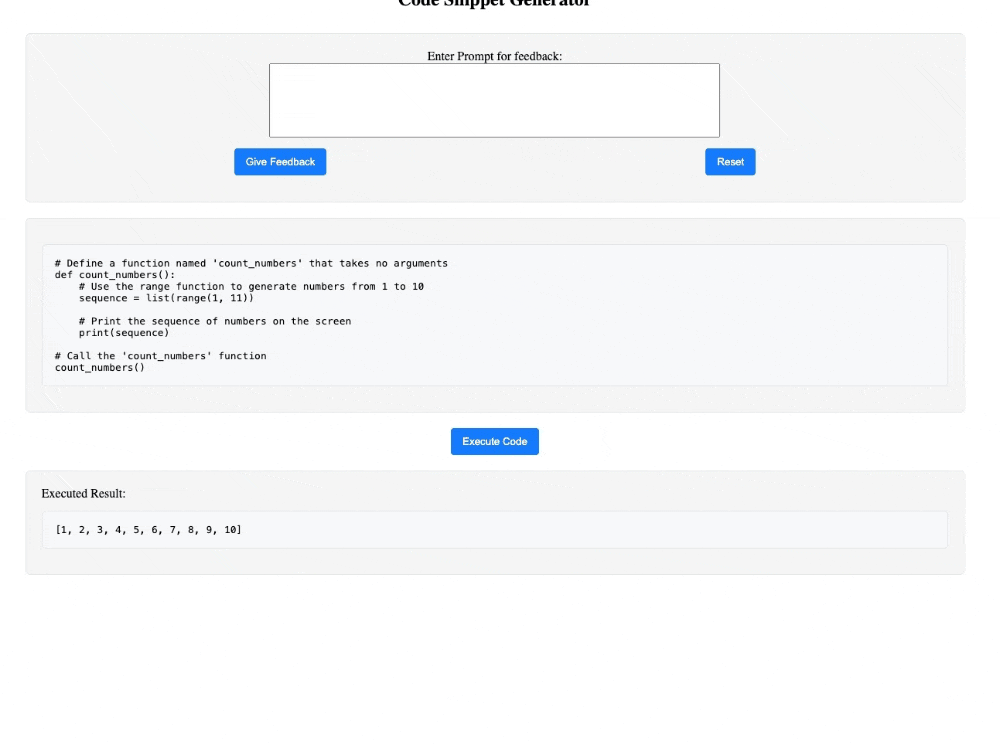 Code Snippet Generator
Enter Prompt for feedback:
Give Feedback
Reset
# Define a function named 'count_numbers' that takes no arguments
def count_numbers():
    # Use the range function to generate numbers from 1 to 10
    sequence = list(range(1, 11))
    # Print the sequence of numbers on the screen
    print(sequence)
# Call the 'count_numbers' function
count_numbers()
Execute Code
Executed Result:
[1, 2, 3, 4, 5, 6, 7, 8, 9, 10]